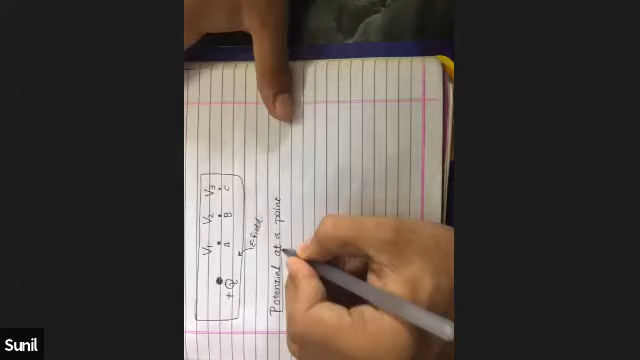 V1 V2 V3
+Q A B C
E-field.
Potential at a point
Sunil